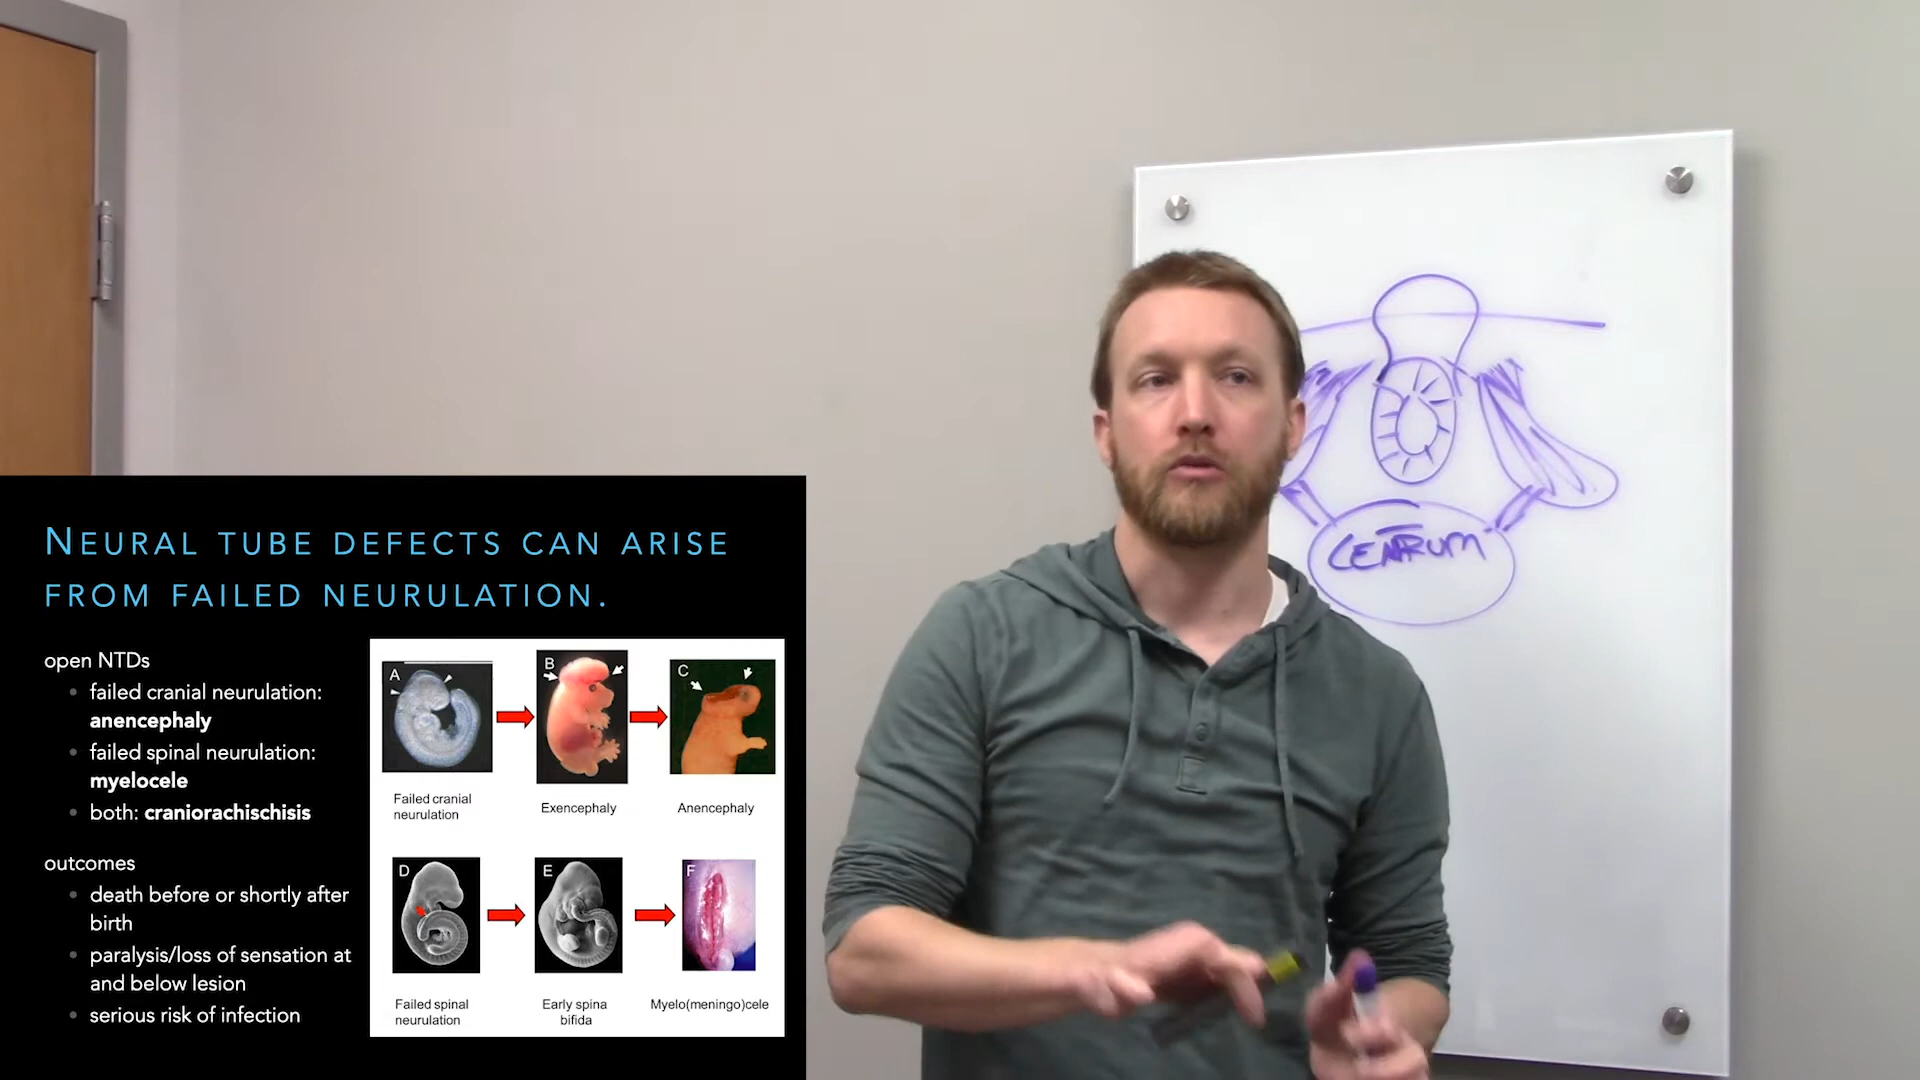 NEURAL TUBE DEFECTS CAN ARISE
FROM FAILED NEURULATION.
open NTDs
• failed cranial neurulation:
anencephaly
• failed spinal neurulation:
myelocele
• both: craniorachischisis
outcomes
• death before or shortly after
birth
• paralysis/loss of sensation at
and below lesion
• serious risk of infection
A
B
C
Failed cranial
neurulation
Exencephaly
Anencephaly
D
E
F
Failed spinal
neurulation
Early spina
bifida
Myelo(meningo)cele
CENTRUM